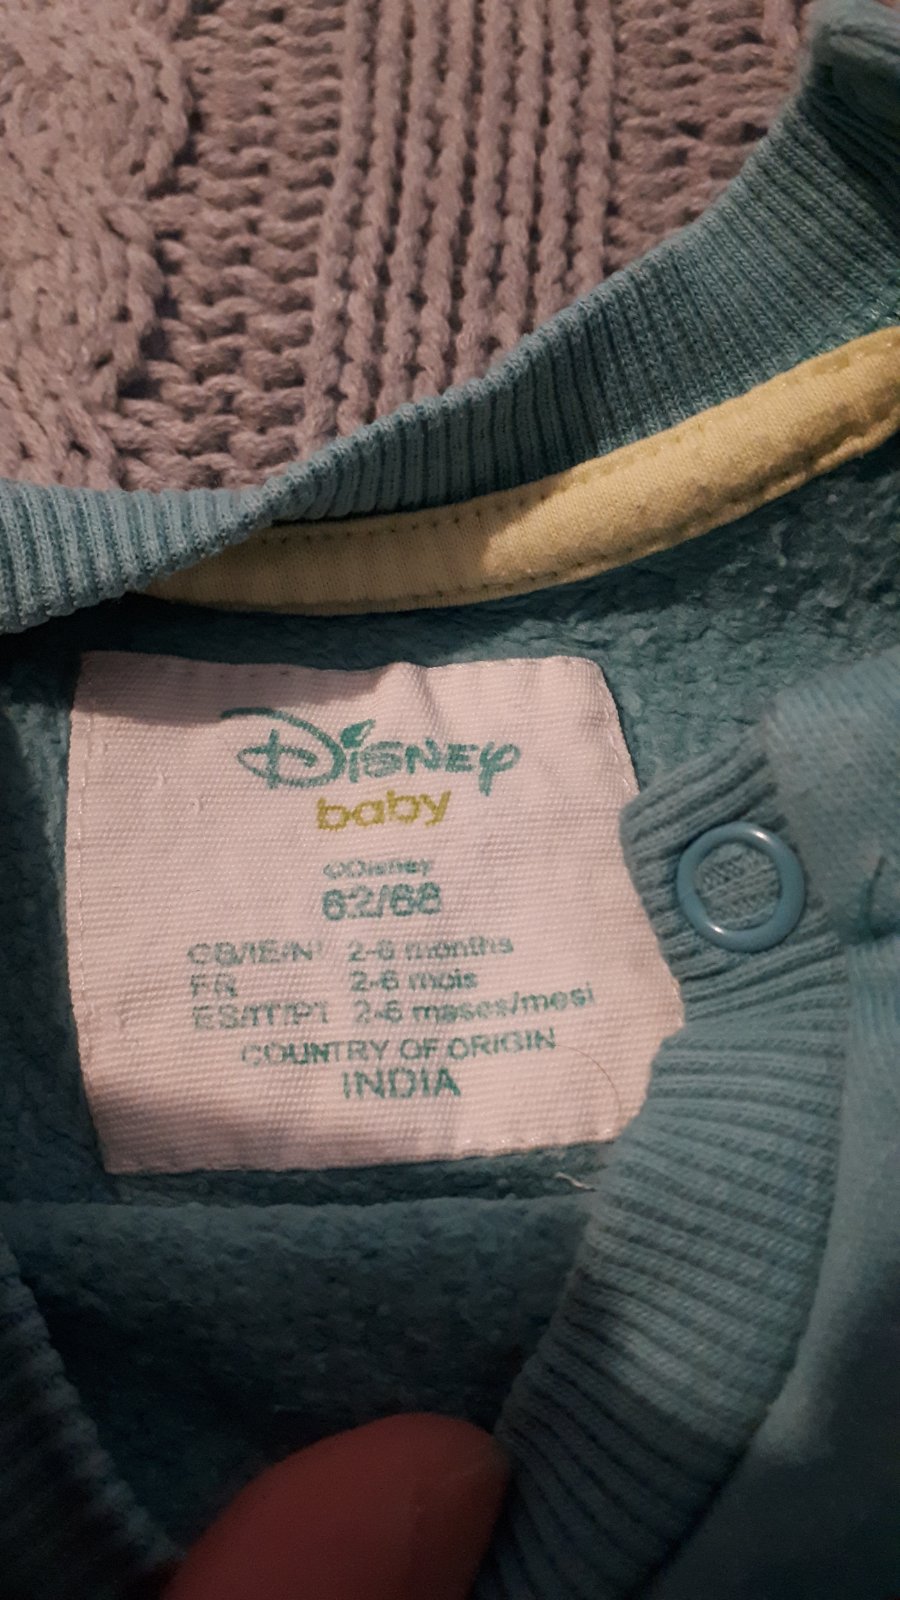 Disney
baby
©Disney
62/68
GB/IE/N 2-6 months
FR 2-6 mois
ES/IT/PT 2-6 meses/mesi
COUNTRY OF ORIGIN
INDIA